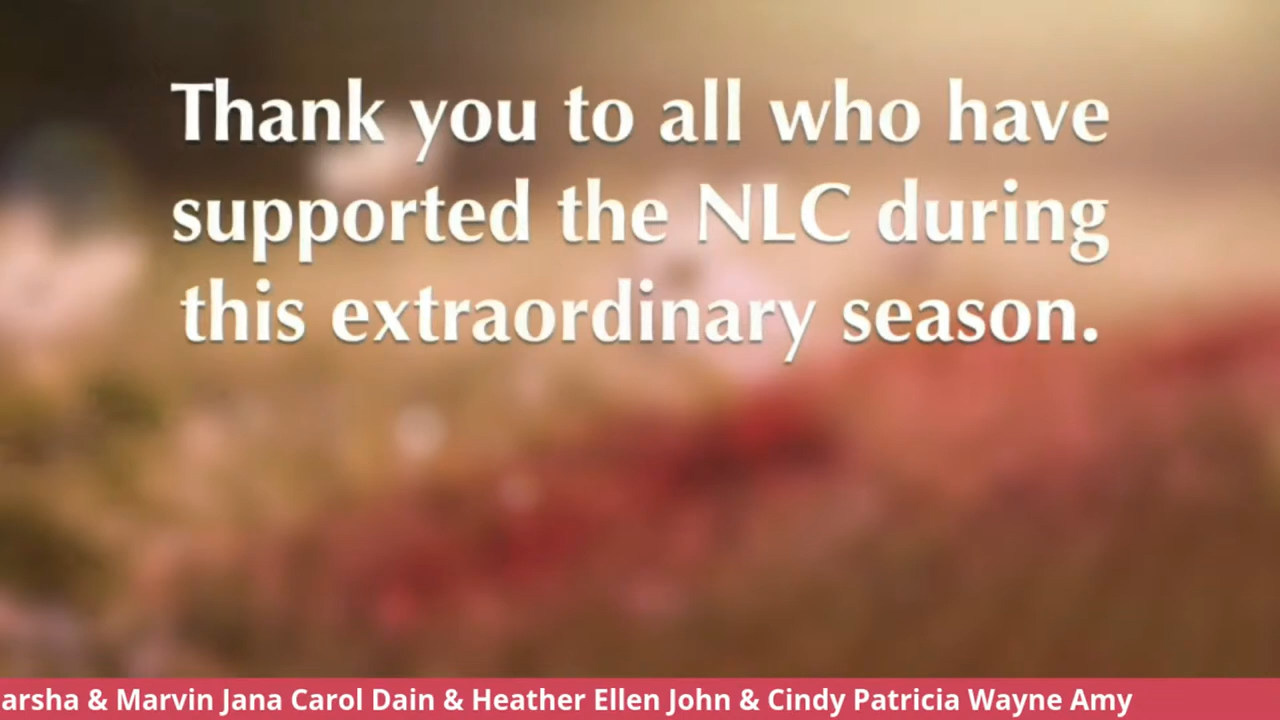 Thank you to all who have
supported the NLC during
this extraordinary season.
arsha & Marvin Jana Carol Dain & Heather Ellen John & Cindy Patricia Wayne Amy